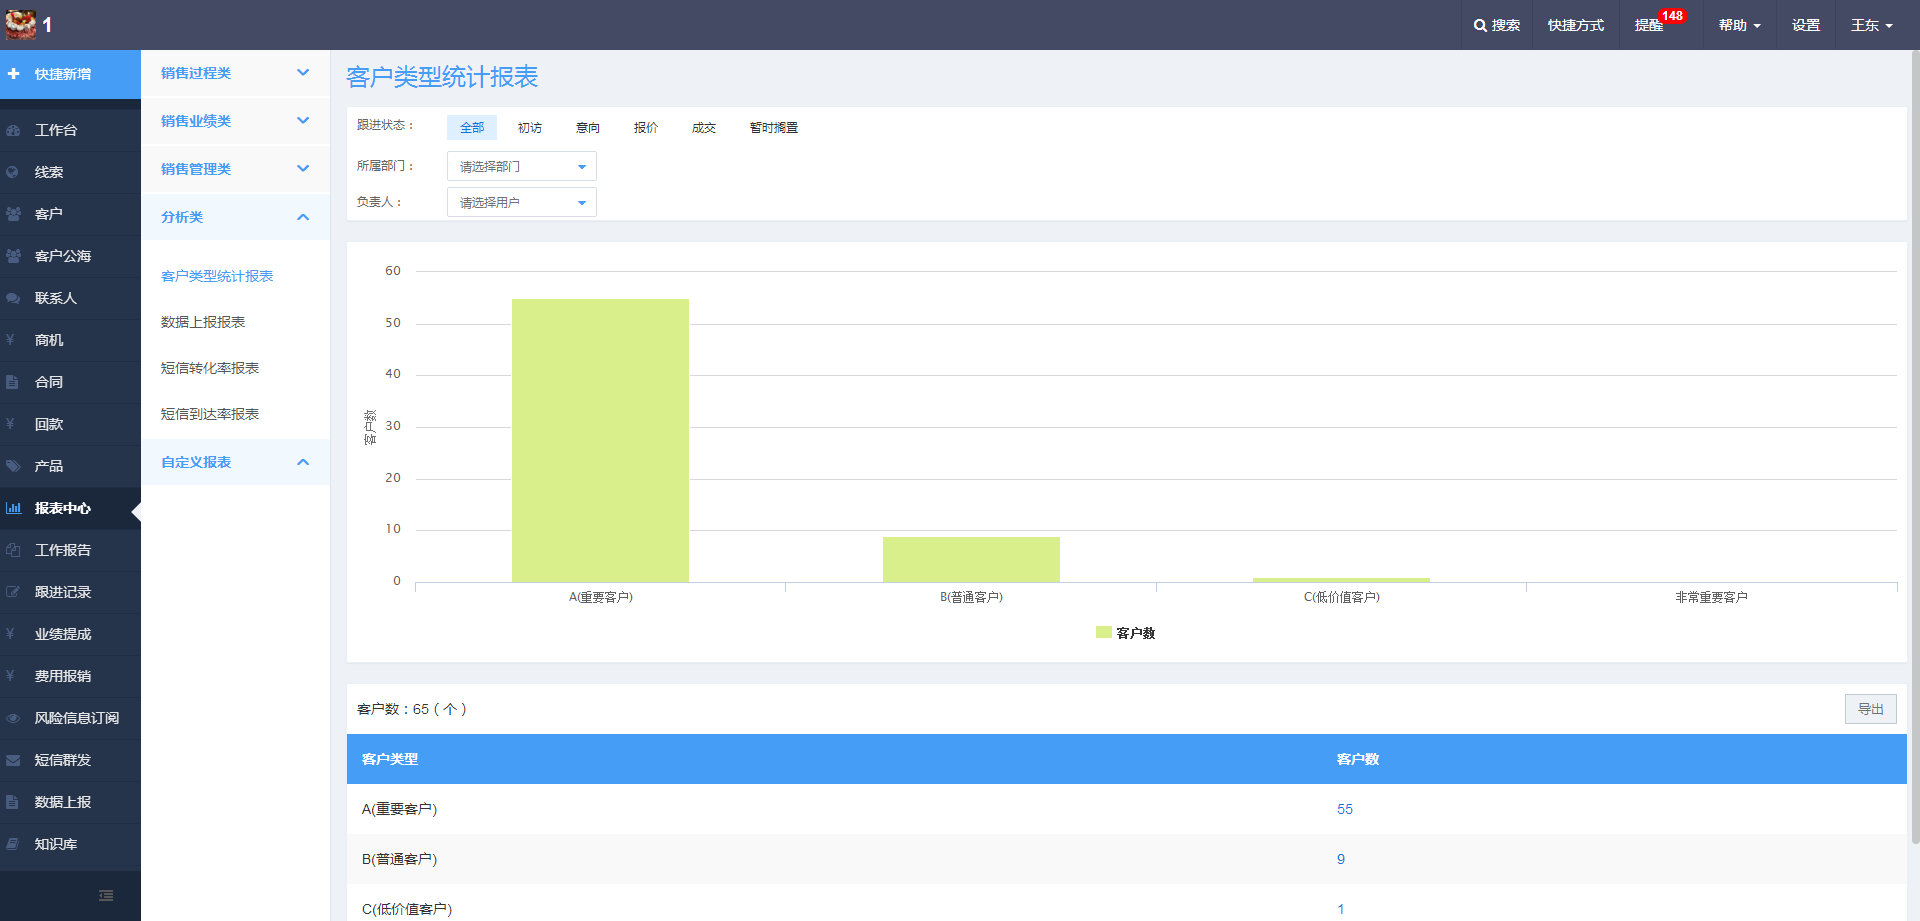 1
搜索
快捷方式
提醒 148
帮助
设置
王东
快捷新增
工作台
线索
客户
客户公海
联系人
商机
合同
回款
产品
报表中心
工作报告
跟进记录
业绩提成
费用报销
风险信息订阅
短信群发
数据上报
知识库
销售过程类
销售业绩类
销售管理类
分析类
客户类型统计报表
数据上报报表
短信转化率报表
短信到达率报表
自定义报表
客户类型统计报表
跟进状态： 全部 初访 意向 报价 成交 暂时搁置
所属部门： 请选择部门
负责人： 请选择用户
60
50
40
30
20
10
0
客户数
A(重要客户) B(普通客户) C(低价值客户) 非常重要客户
客户数
客户数：65（个） 导出
客户类型 客户数
A(重要客户) 55
B(普通客户) 9
C(低价值客户) 1